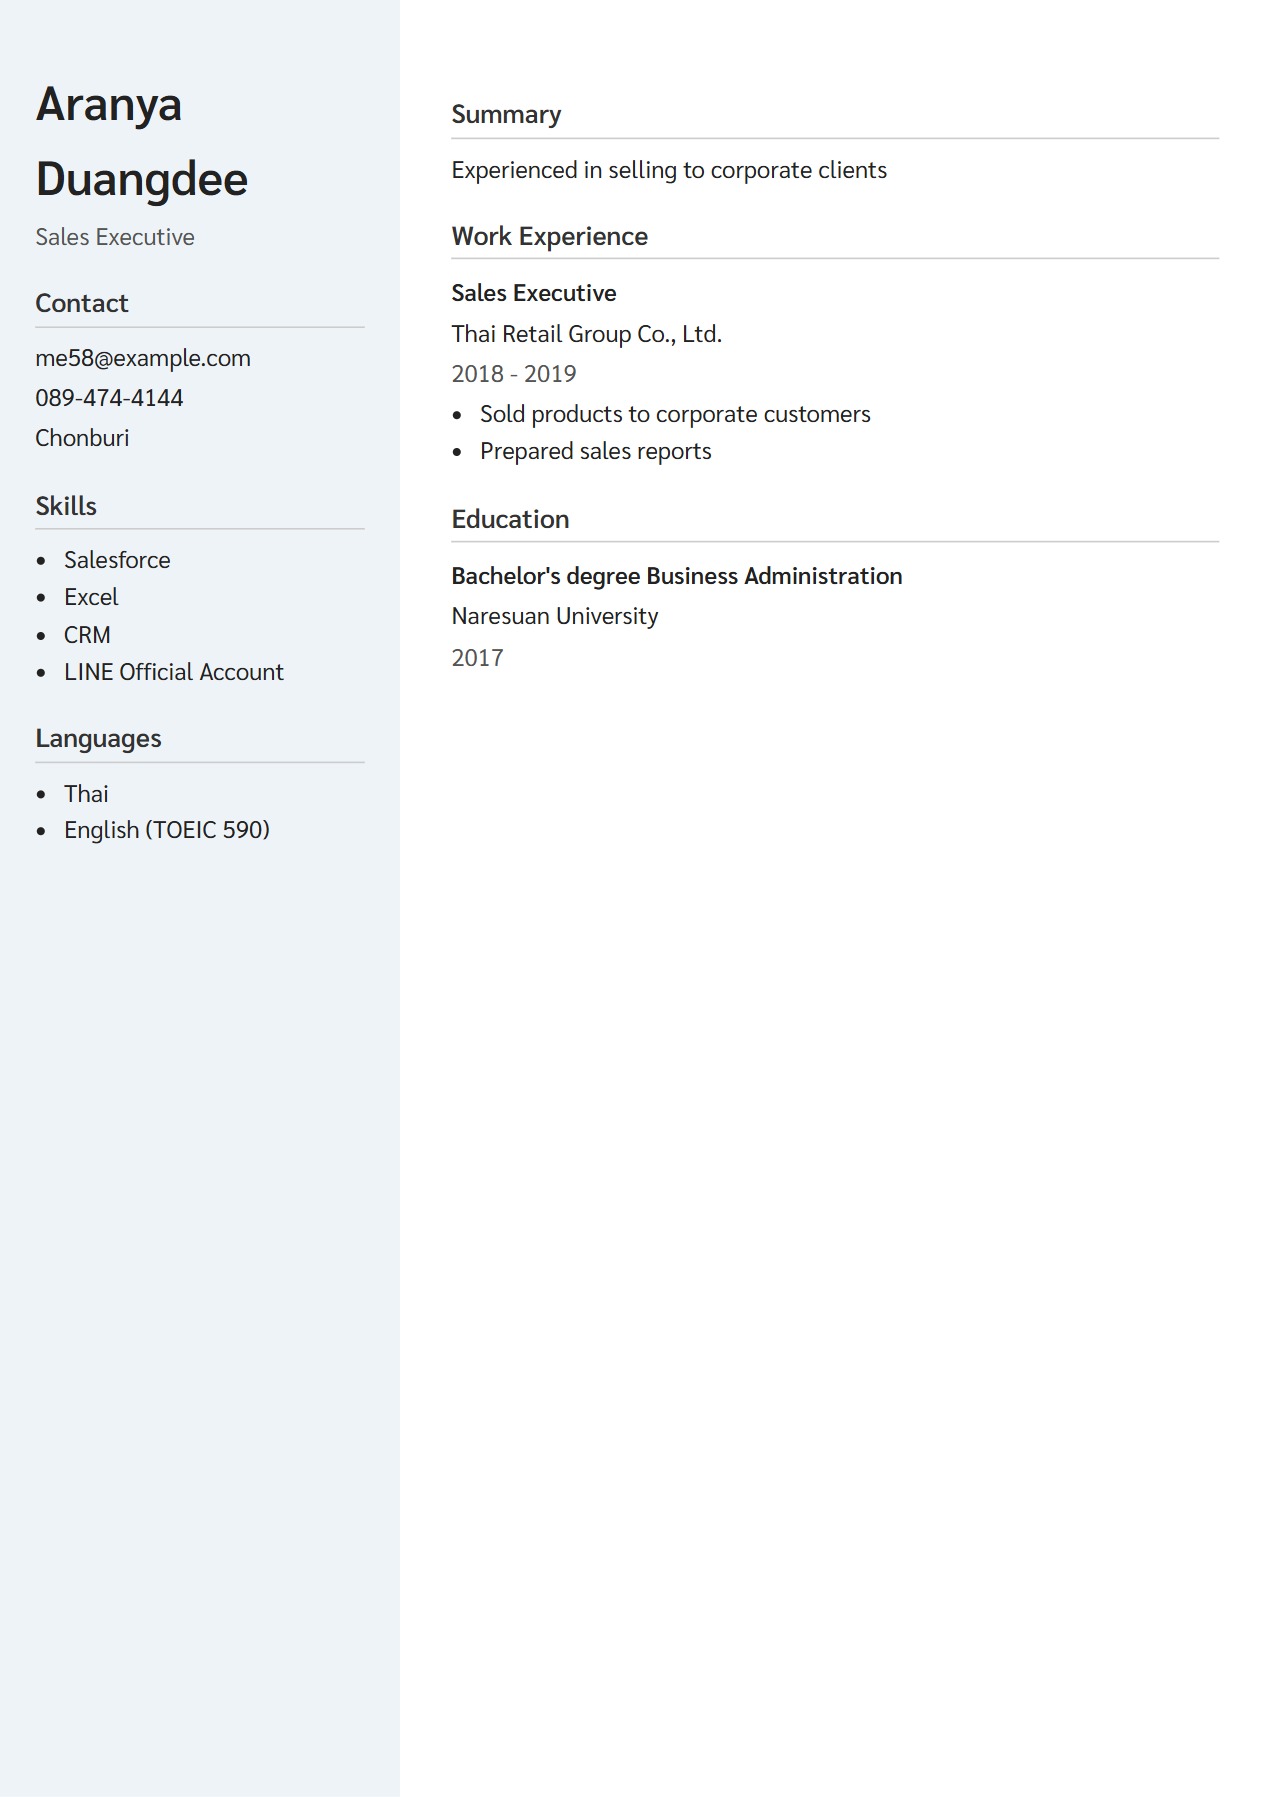 Aranya
Duangdee
Sales Executive
Contact
me58@example.com
089-474-4144
Chonburi
Skills
• Salesforce
• Excel
• CRM
• LINE Official Account
Languages
• Thai
• English (TOEIC 590)
Summary
Experienced in selling to corporate clients
Work Experience
Sales Executive
Thai Retail Group Co., Ltd.
2018 - 2019
• Sold products to corporate customers
• Prepared sales reports
Education
Bachelor's degree Business Administration
Naresuan University
2017